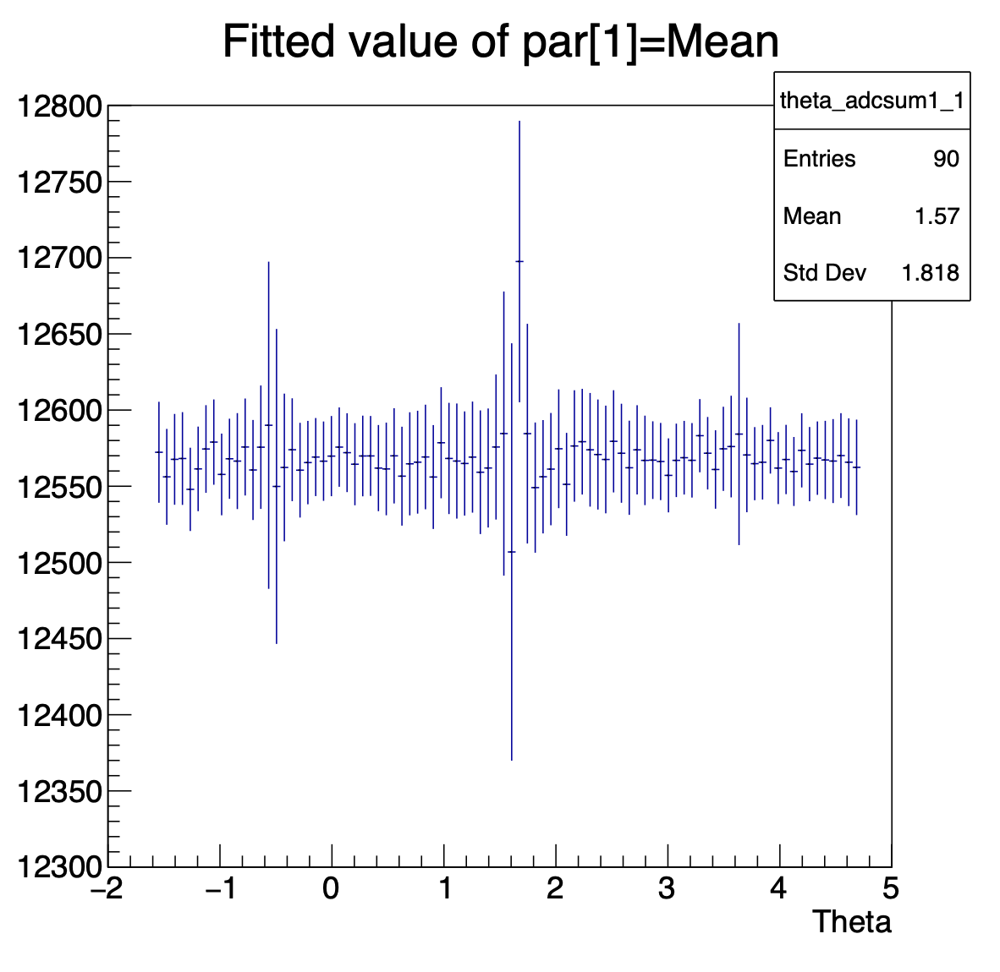 Fitted value of par[1]=Mean
theta_adcsum1_1
Entries 90
Mean 1.57
Std Dev 1.818
12800
12750
12700
12650
12600
12550
12500
12450
12400
12350
12300
−2 −1 0 1 2 3 4 5
Theta